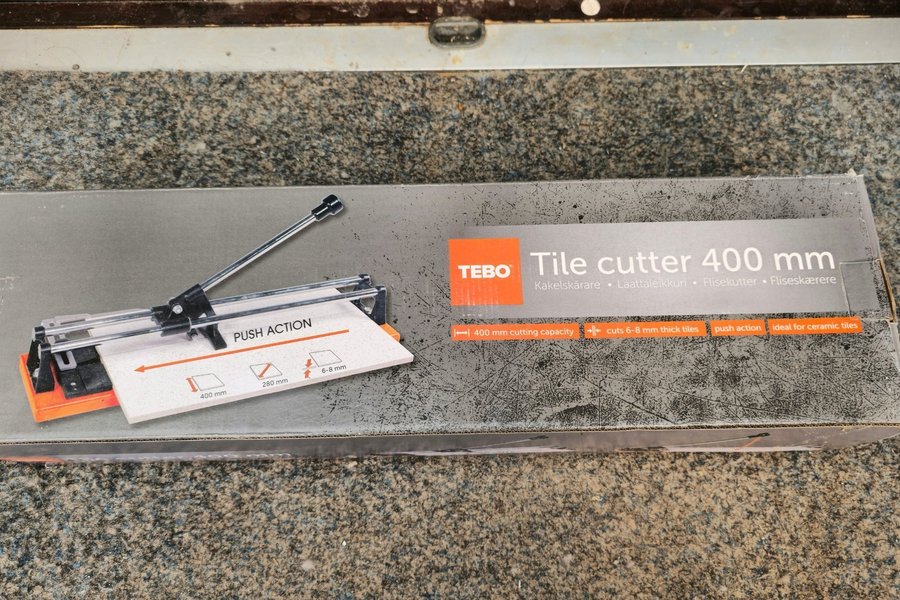 TEBO
Tile cutter 400 mm
Kakelskärare • Laattaleikkuri • Flisekutter • Fliseskærere
400 mm cutting capacity
cuts 6-8 mm thick tiles
push action
ideal for ceramic tiles
PUSH ACTION
400 mm
280 mm
6-8 mm